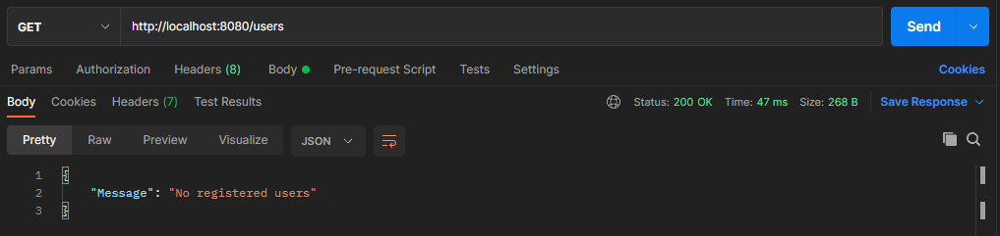 GET http://localhost:8080/users Send
Params Authorization Headers (8) Body Pre-request Script Tests Settings Cookies
Body Cookies Headers (7) Test Results Status: 200 OK Time: 47 ms Size: 268 B Save Response
Pretty Raw Preview Visualize JSON
1 {
2 "Message": "No registered users"
3 }